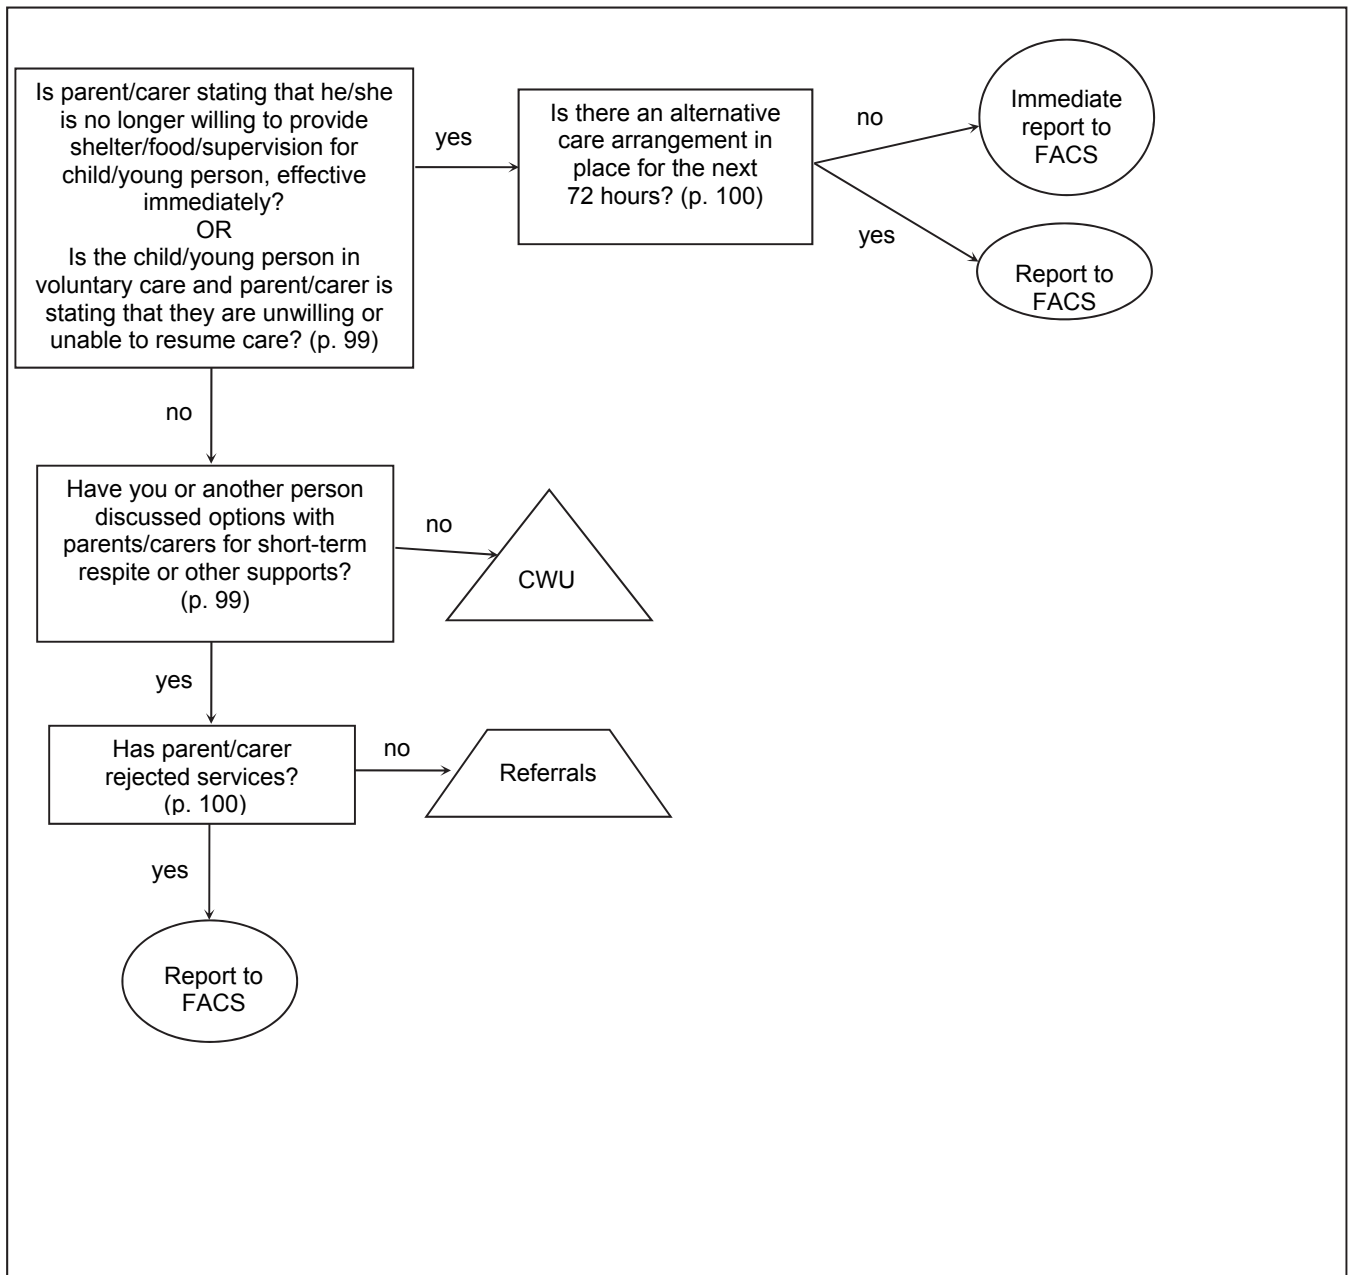 Is parent/carer stating that he/she
is no longer willing to provide
shelter/food/supervision for
child/young person, effective
immediately?
OR
Is the child/young person in
voluntary care and parent/carer is
stating that they are unwilling or
unable to resume care? (p. 99)
yes
Is there an alternative
care arrangement in
place for the next
72 hours? (p. 100)
no
Immediate
report to
FACS
yes
Report to
FACS
no
Have you or another person
discussed options with
parents/carers for short-term
respite or other supports?
(p. 99)
no
CWU
yes
Has parent/carer
rejected services?
(p. 100)
no
Referrals
yes
Report to
FACS